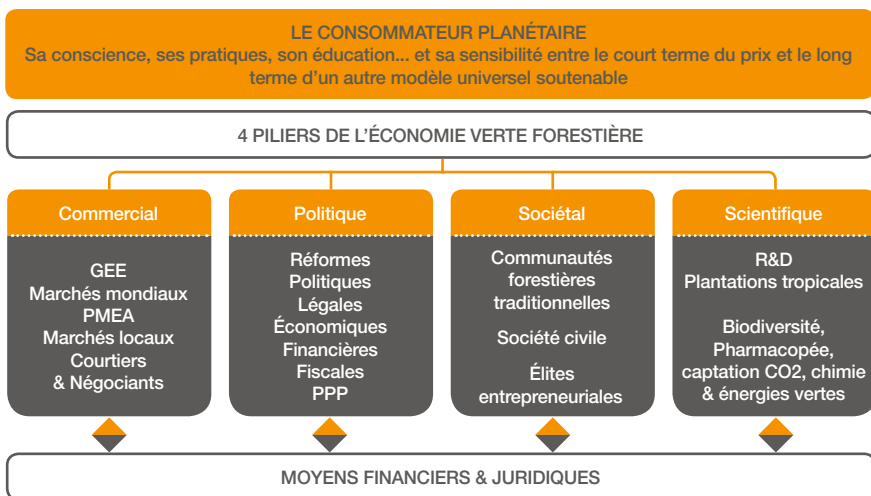 LE CONSOMMATEUR PLANÉTAIRE
Sa conscience, ses pratiques, son éducation... et sa sensibilité entre le court terme du prix et le long
terme d'un autre modèle universel soutenable
4 PILIERS DE L'ÉCONOMIE VERTE FORESTIÈRE
Commercial
GEE
Marchés mondiaux
PMEA
Marchés locaux
Courtiers
& Négociants
Politique
Réformes
Politiques
Légales
Économiques
Financières
Fiscales
PPP
Sociétal
Communautés
forestières
traditionnelles
Société civile
Élites
entrepreneuriales
Scientifique
R&D
Plantations tropicales
Biodiversité,
Pharmacopée,
captation CO2, chimie
& énergies vertes
MOYENS FINANCIERS & JURIDIQUES